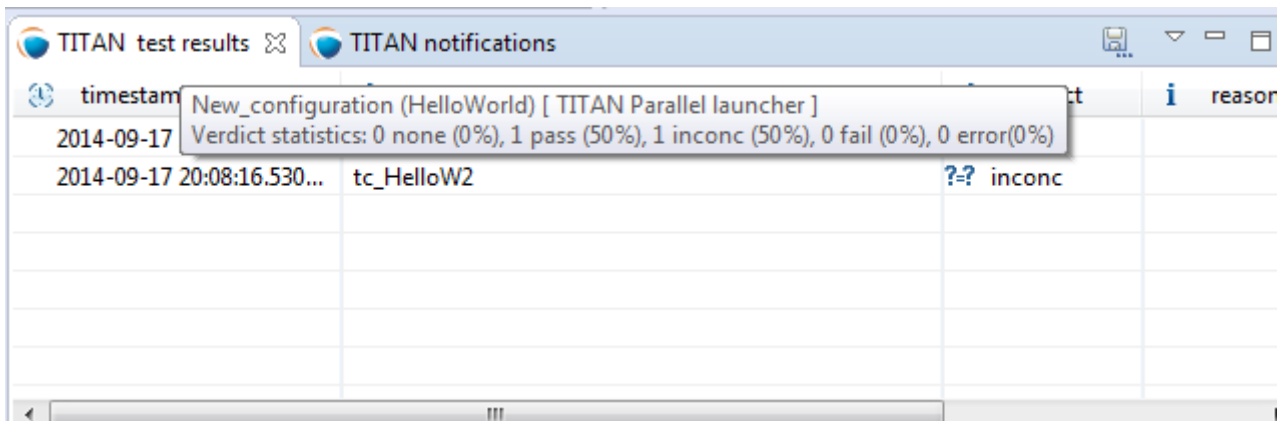 TITAN test results TITAN notifications
timestam ct i reason
New_configuration (HelloWorld) [ TITAN Parallel launcher ]
2014-09-17 Verdict statistics: 0 none (0%), 1 pass (50%), 1 inconc (50%), 0 fail (0%), 0 error(0%)
2014-09-17 20:08:16.530... tc_HelloW2 ?=? inconc